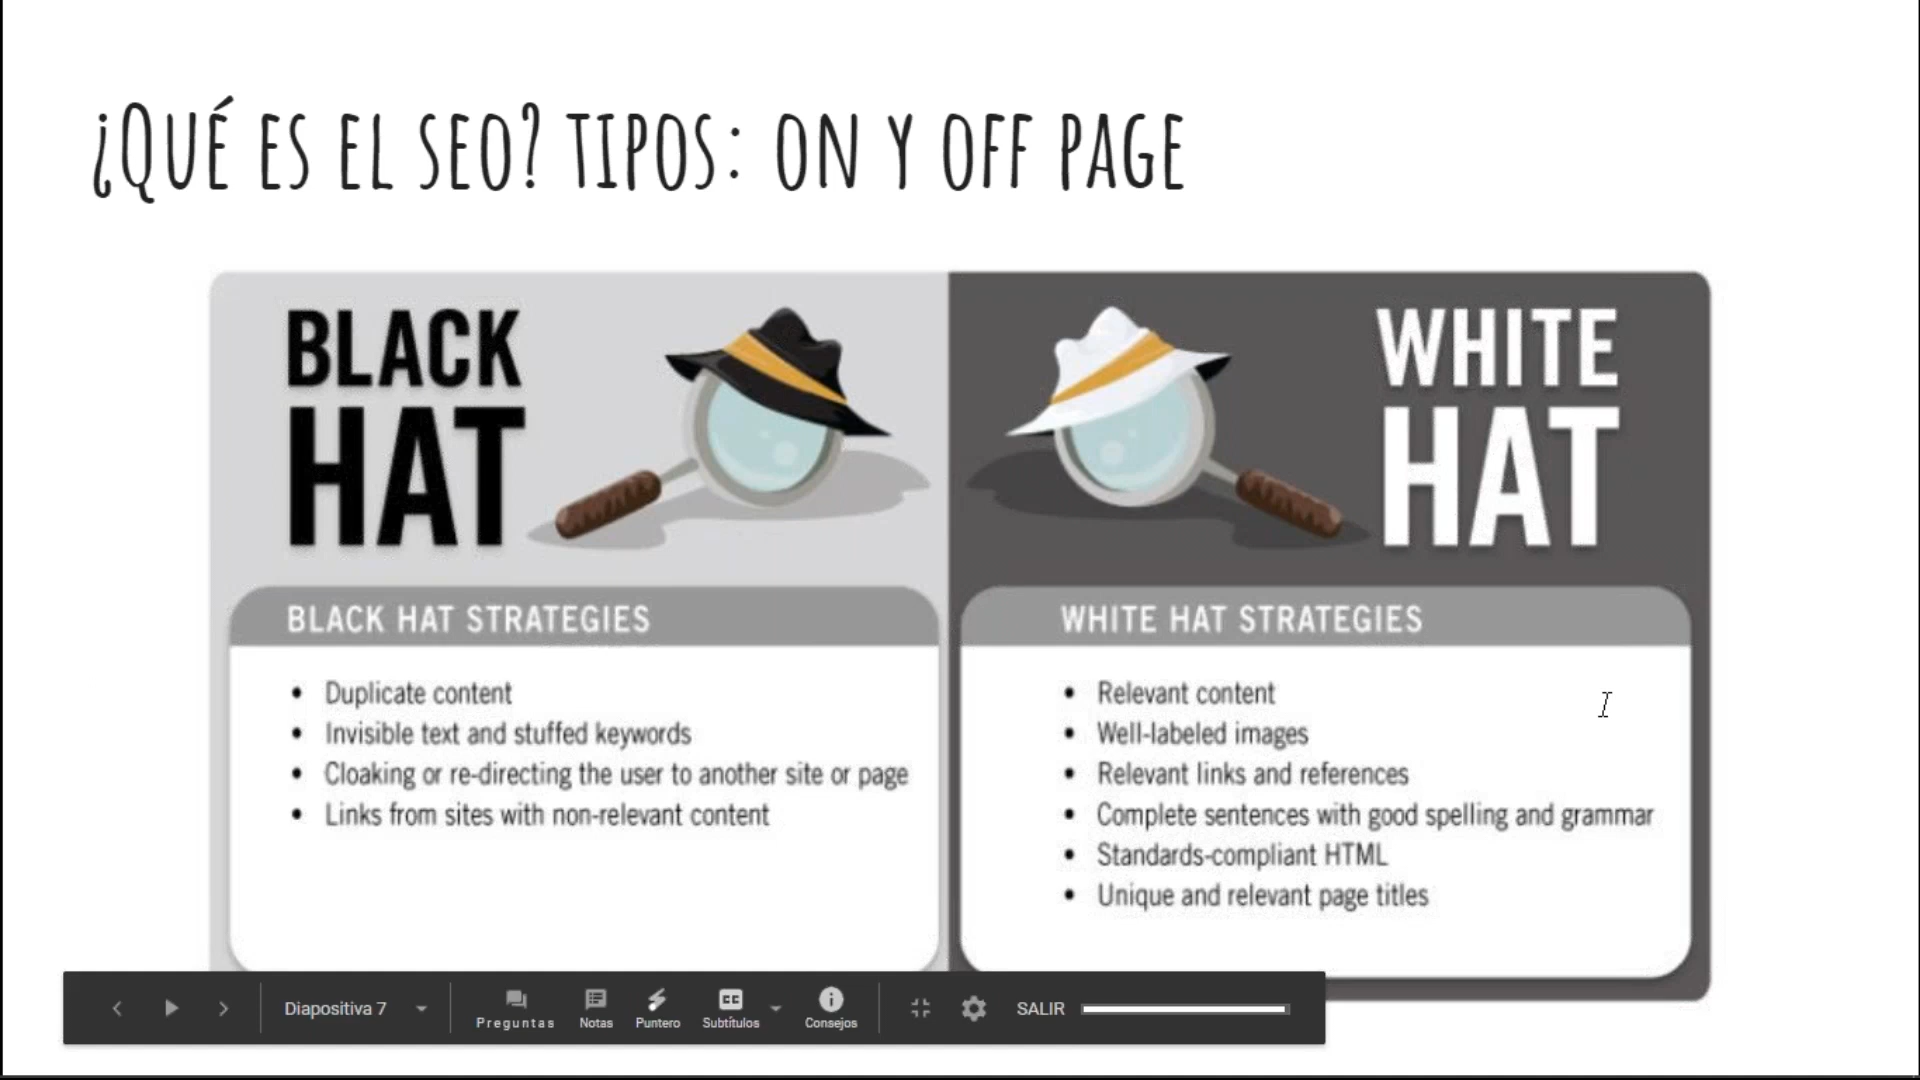 ¿QUÉ ES EL SEO? TIPOS: ON Y OFF PAGE
BLACK
HAT
WHITE
HAT
BLACK HAT STRATEGIES
• Duplicate content
• Invisible text and stuffed keywords
• Cloaking or re-directing the user to another site or page
• Links from sites with non-relevant content
WHITE HAT STRATEGIES
• Relevant content
• Well-labeled images
• Relevant links and references
• Complete sentences with good spelling and grammar
• Standards-compliant HTML
• Unique and relevant page titles
Diapositiva 7
Preguntas
Notas
Puntero
CC
Subtítulos
Consejos
SALIR